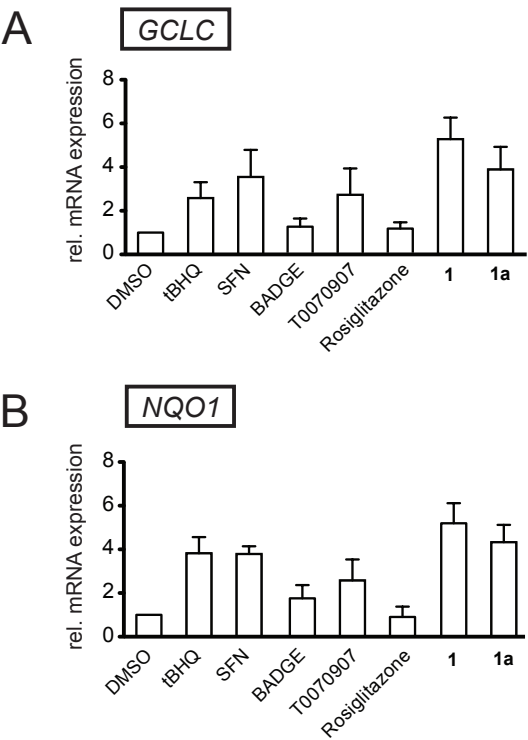 A
GCLC
rel. mRNA expression
8
6
4
2
0
DMSO
tBHQ
SFN
BADGE
T0070907
Rosiglitazone
1
1a
B
NQO1
rel. mRNA expression
8
6
4
2
0
DMSO
tBHQ
SFN
BADGE
T0070907
Rosiglitazone
1
1a